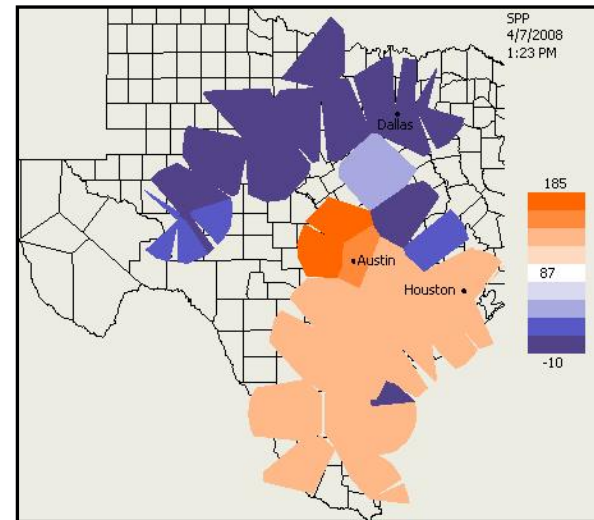 SPP
4/7/2008
1:23 PM
Dallas
185
Austin
87
Houston
-10